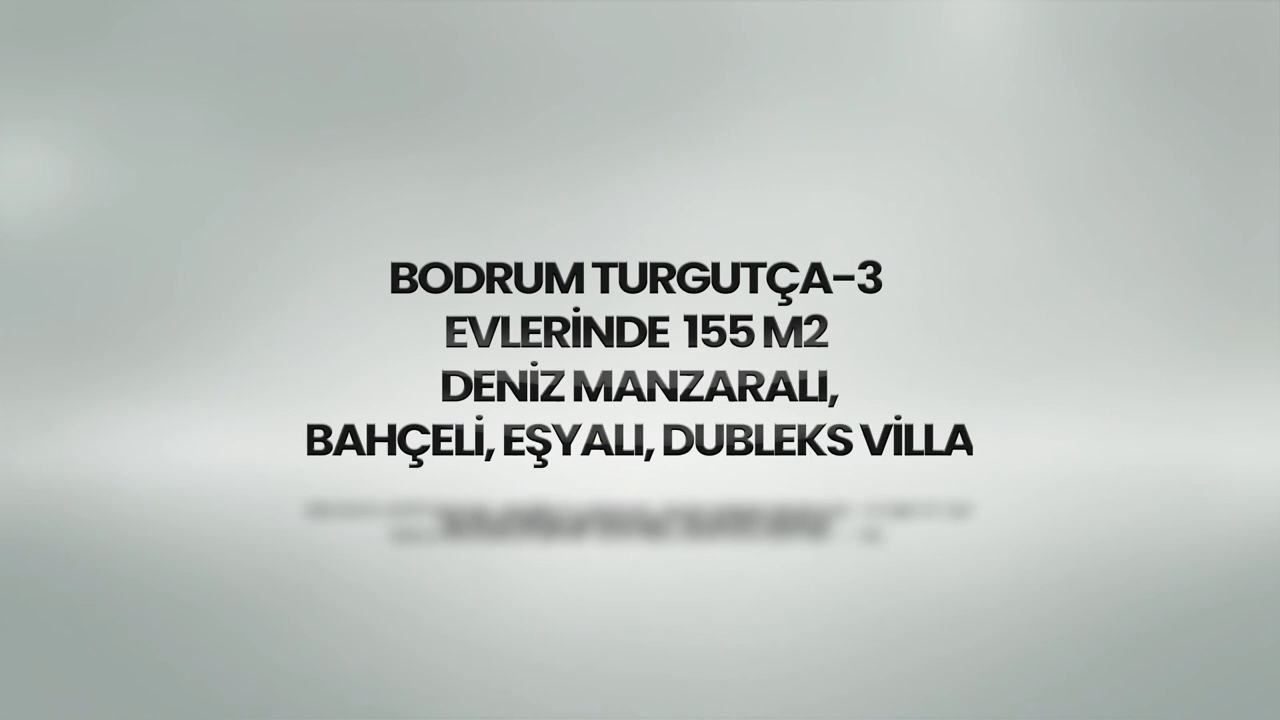 BODRUM TURGUTÇA-3
EVLERİNDE 155 M2
DENİZ MANZARALI,
BAHÇELİ, EŞYALI, DUBLEKS VİLLA